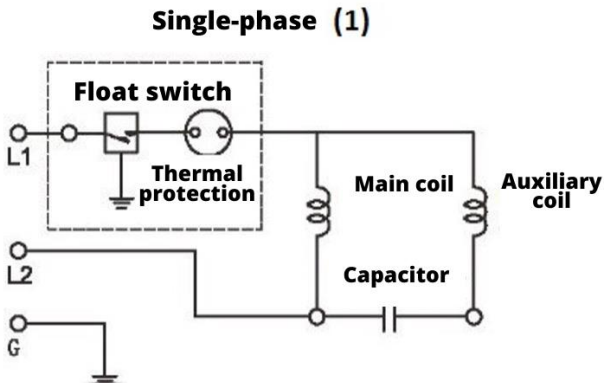 Single-phase (1)
Float switch
L1
Thermal
protection
Main coil
Auxiliary
coil
L2
Capacitor
G